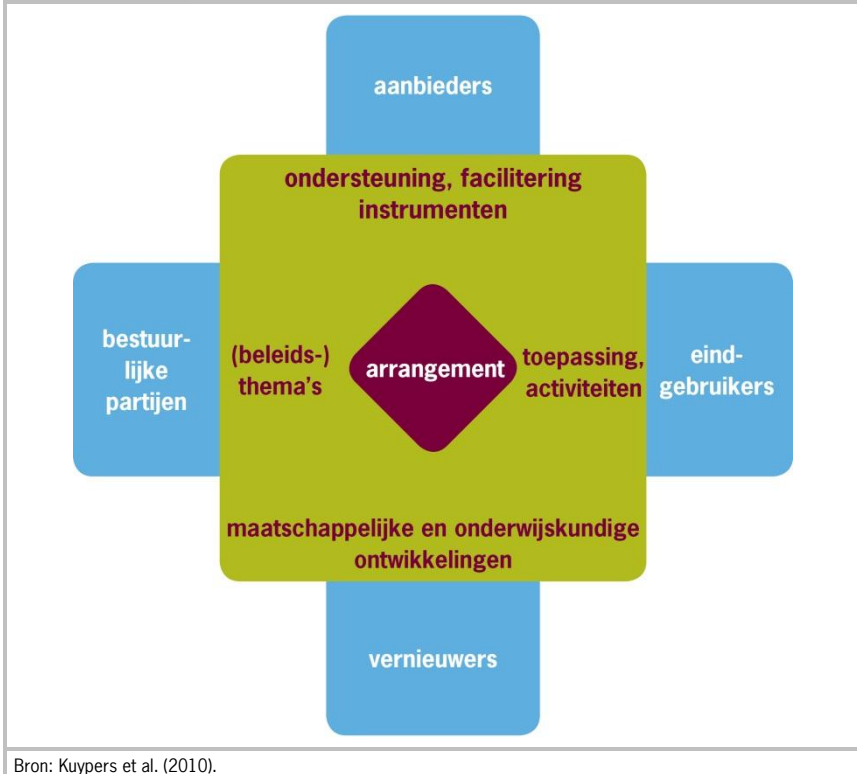 aanbieders
ondersteuning, facilitering
instrumenten
bestuur-
lijke
partijen
(beleids-)
thema's
arrangement
toepassing,
activiteiten
eind-
gebruikers
maatschappelijke en onderwijskundige
ontwikkelingen
vernieuwers
Bron: Kuypers et al. (2010).